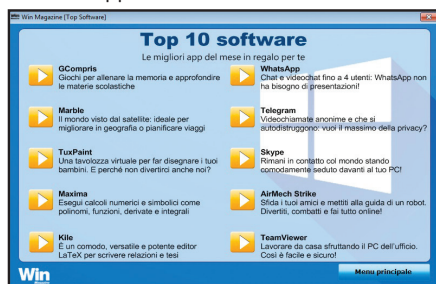 Win Magazine [Top Software]
Top 10 software
Le migliori app del mese in regalo per te
GCompris
Giochi per allenare la memoria e approfondire
le materie scolastiche
Marble
Il mondo visto dal satellite: ideale per
migliorare in geografia o pianificare viaggi
TuxPaint
Una tavolozza virtuale per far disegnare i tuoi
bambini. E perché non divertirci anche noi?
Maxima
Esegui calcoli numerici e simbolici come
polinomi, funzioni, derivate e integrali
Kile
È un comodo, versatile e potente editor
LaTeX per scrivere relazioni e tesi
WhatsApp
Chat e videochat fino a 4 utenti: WhatsApp non
ha bisogno di presentazioni!
Telegram
Videochiamate anonime e che si
autodistruggono: vuoi il massimo della privacy?
Skype
Rimani in contatto col mondo stando
comodamente seduto davanti al tuo PC!
AirMech Strike
Sfida i tuoi amici e mettiti alla guida di un robot.
Divertiti, combatti e fai tutto online!
TeamViewer
Lavorare da casa sfruttando il PC dell'ufficio.
Così è facile e sicuro!
Win
Menu principale